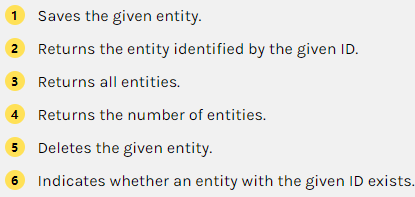 1 Saves the given entity.
2 Returns the entity identified by the given ID.
3 Returns all entities.
4 Returns the number of entities.
5 Deletes the given entity.
6 Indicates whether an entity with the given ID exists.